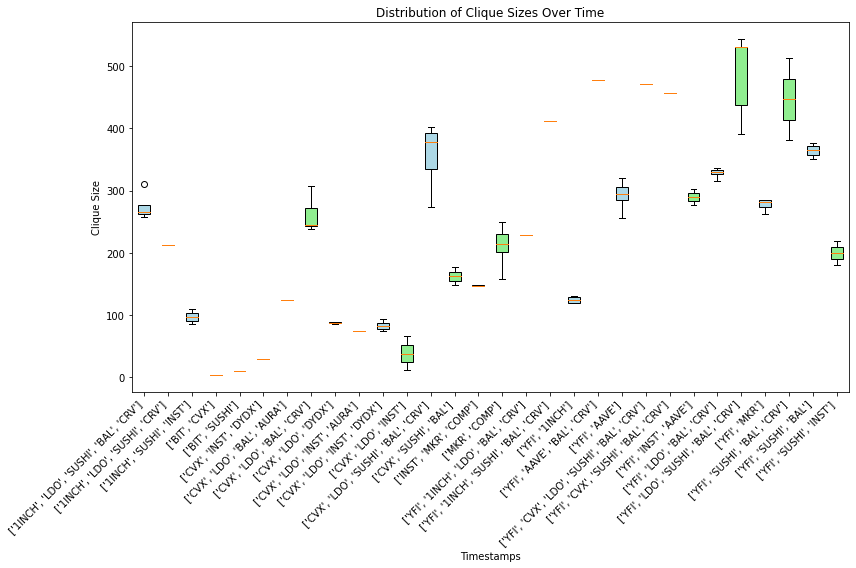 Distribution of Clique Sizes Over Time
500
400
300
200
100
0
Clique Size
['1INCH', 'LDO', 'SUSHI', 'BAL', 'CRV']
['1INCH', 'LDO', 'SUSHI', 'CRV']
['1INCH', 'SUSHI', 'INST']
['BIT', 'CVX']
['BIT', 'SUSHI']
['CVX', 'INST', 'DYDX']
['CVX', 'LDO', 'BAL', 'AURA']
['CVX', 'LDO', 'BAL', 'CRV']
['CVX', 'LDO', 'DYDX']
['CVX', 'LDO', 'INST', 'AURA']
['CVX', 'LDO', 'INST', 'DYDX']
['CVX', 'LDO', 'INST']
['CVX', 'LDO', 'SUSHI', 'BAL', 'CRV']
['CVX', 'SUSHI', 'BAL']
['INST', 'MKR', 'COMP']
['MKR', 'COMP']
['YFI', '1INCH', 'LDO', 'BAL', 'CRV']
['YFI', '1INCH', 'SUSHI', 'BAL', 'CRV']
['YFI', '1INCH']
['YFI', 'AAVE', 'BAL', 'CRV']
['YFI', 'AAVE']
['YFI', 'CVX', 'LDO', 'SUSHI', 'BAL', 'CRV']
['YFI', 'CVX', 'SUSHI', 'BAL', 'CRV']
['YFI', 'INST', 'AAVE']
['YFI', 'LDO', 'BAL', 'CRV']
['YFI', 'LDO', 'SUSHI', 'BAL', 'CRV']
['YFI', 'MKR']
['YFI', 'SUSHI', 'BAL', 'CRV']
['YFI', 'SUSHI', 'BAL']
['YFI', 'SUSHI', 'INST']
Timestamps